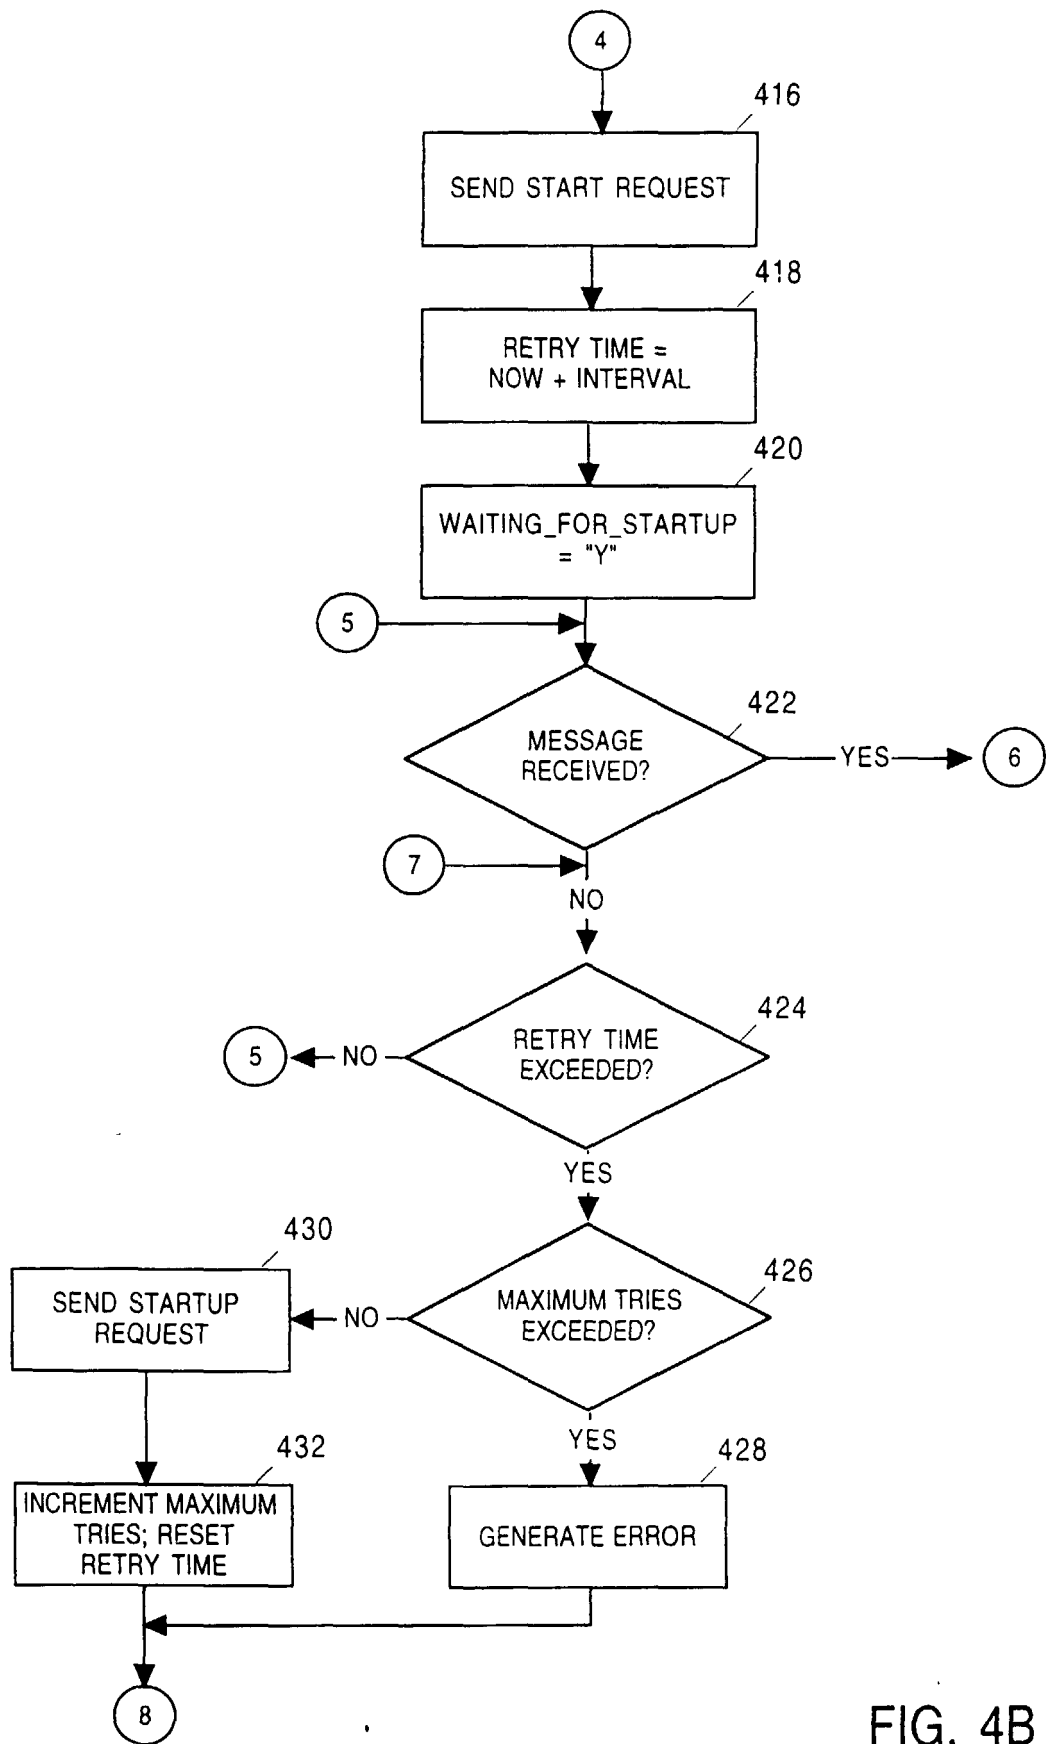 4
416
SEND START REQUEST
418
RETRY TIME =
NOW + INTERVAL
420
WAITING_FOR_STARTUP
= "Y"
5
422
MESSAGE
RECEIVED?
YES
6
7
NO
424
RETRY TIME
EXCEEDED?
NO
5
YES
430
426
SEND STARTUP
REQUEST
NO
MAXIMUM TRIES
EXCEEDED?
YES
432
428
INCREMENT MAXIMUM
TRIES; RESET
RETRY TIME
GENERATE ERROR
8
FIG. 4B